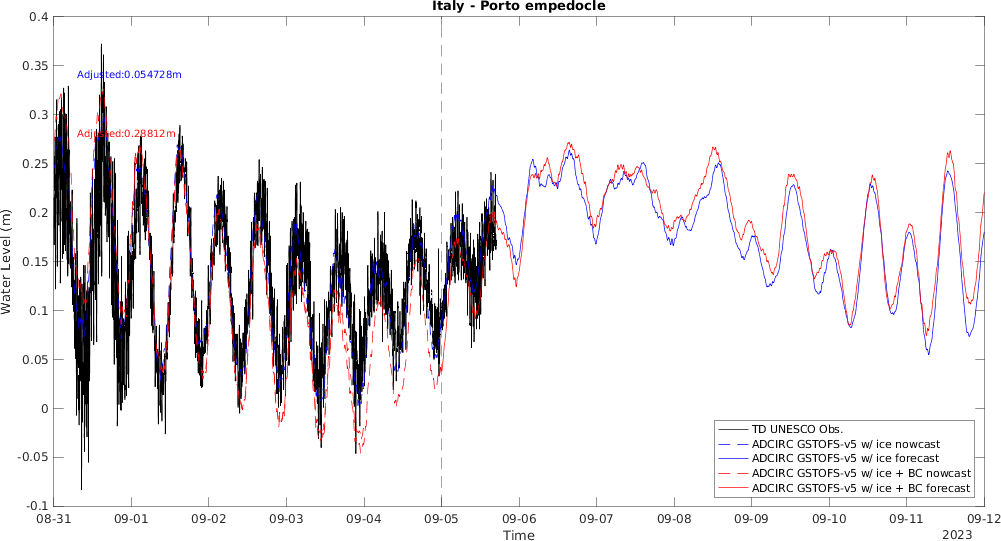 Italy - Porto empedocle
0.4
0.35
0.3
0.25
0.2
0.15
0.1
0.05
0
-0.05
-0.1
Water Level (m)
Adjusted:0.054728m
Adjusted:0.28812m
TD UNESCO Obs.
ADCIRC GSTOFS-v5 w/ ice nowcast
ADCIRC GSTOFS-v5 w/ ice forecast
ADCIRC GSTOFS-v5 w/ ice + BC nowcast
ADCIRC GSTOFS-v5 w/ ice + BC forecast
08-31 09-01 09-02 09-03 09-04 09-05 09-06 09-07 09-08 09-09 09-10 09-11 09-12
Time
2023